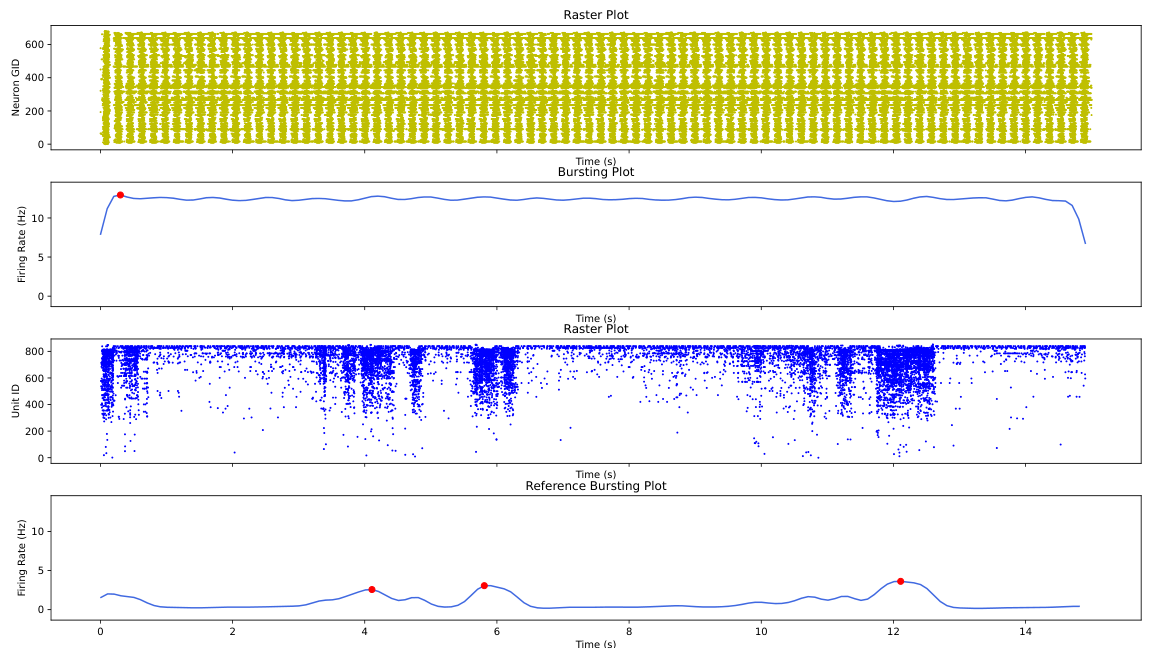 Raster Plot
Neuron GID
600
400
200
0
Time (s)
Bursting Plot
Firing Rate (Hz)
10
5
0
Time (s)
Raster Plot
Unit ID
800
600
400
200
0
Time (s)
Reference Bursting Plot
Firing Rate (Hz)
10
5
0
0 2 4 6 8 10 12 14
Time (s)